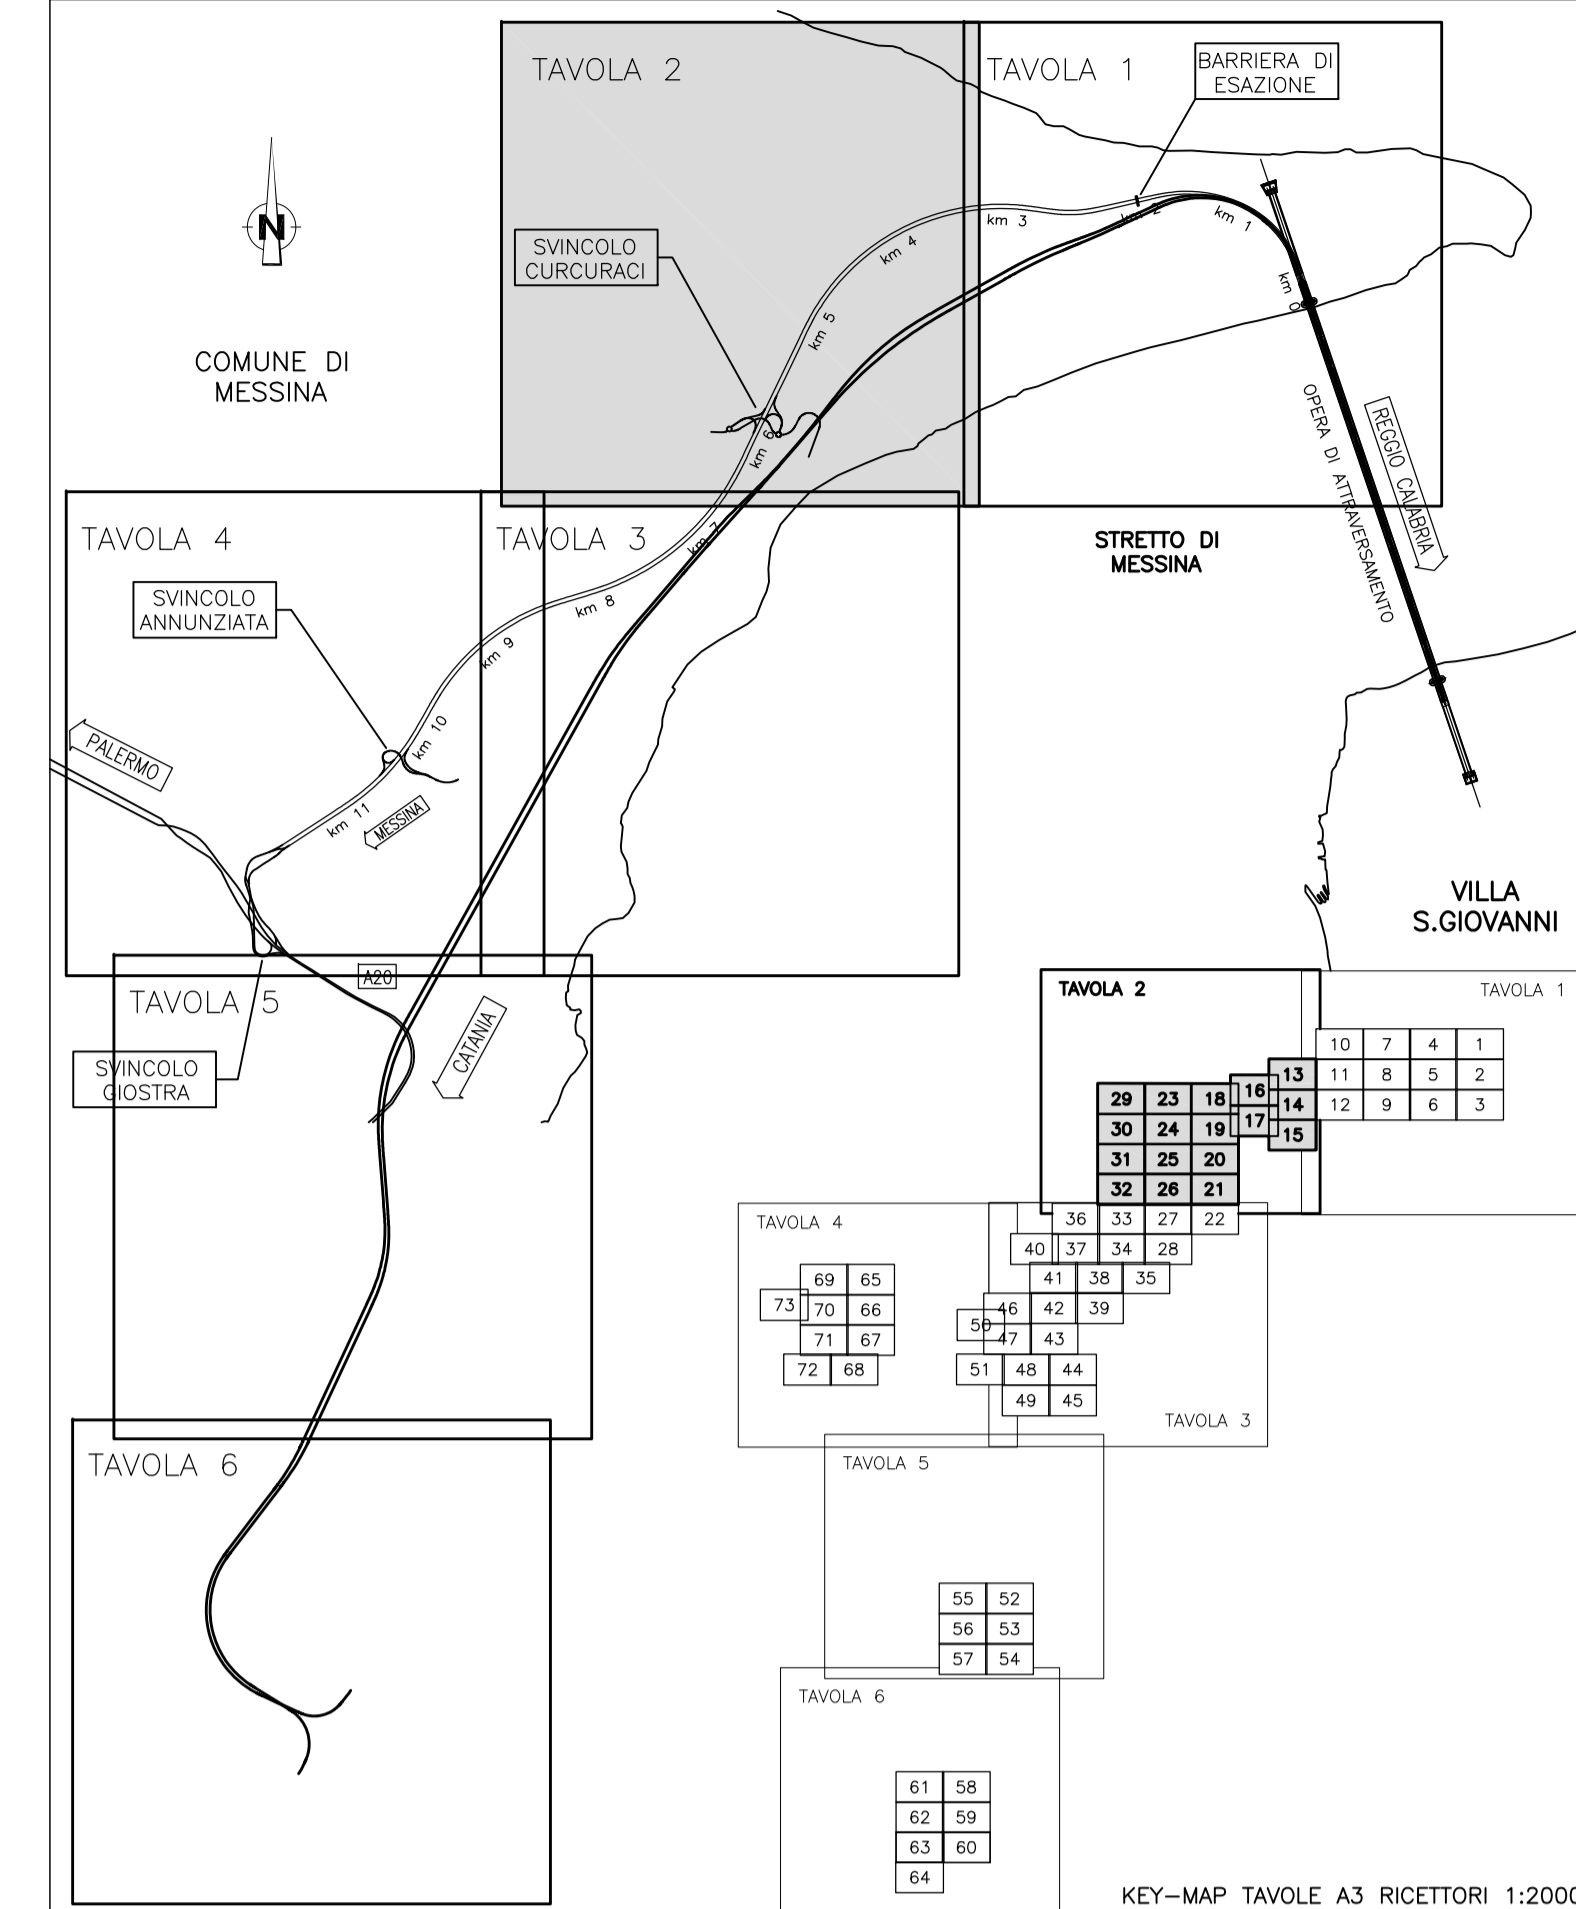 TAVOLA 2
TAVOLA 1
BARRIERA DI
ESAZIONE
N
SVINCOLO
CURCURACI
km 0
km 1
km 2
km 3
km 4
km 5
km 6
km 7
km 8
km 9
km 10
km 11
COMUNE DI
MESSINA
OPERA DI ATTRAVERSAMENTO
REGGIO CALABRIA
STRETTO DI
MESSINA
TAVOLA 4
TAVOLA 3
SVINCOLO
ANNUNZIATA
PALERMO
MESSINA
VILLA
S.GIOVANNI
A20
TAVOLA 5
CATANIA
SVINCOLO
GIOSTRA
TAVOLA 6
TAVOLA 2
TAVOLA 1
10 7 4 1
11 8 5 2
12 9 6 3
13
14
15
16
17
29 23 18
30 24 19
31 25 20
32 26 21
TAVOLA 4
36 33 27 22
40 37 34 28
41 38 35
46 42 39
50
47 43
51 48 44
49 45
TAVOLA 3
69 65
73 70 66
71 67
72 68
TAVOLA 5
55 52
56 53
57 54
TAVOLA 6
61 58
62 59
63 60
64
KEY-MAP TAVOLE A3 RICETTORI 1:2000